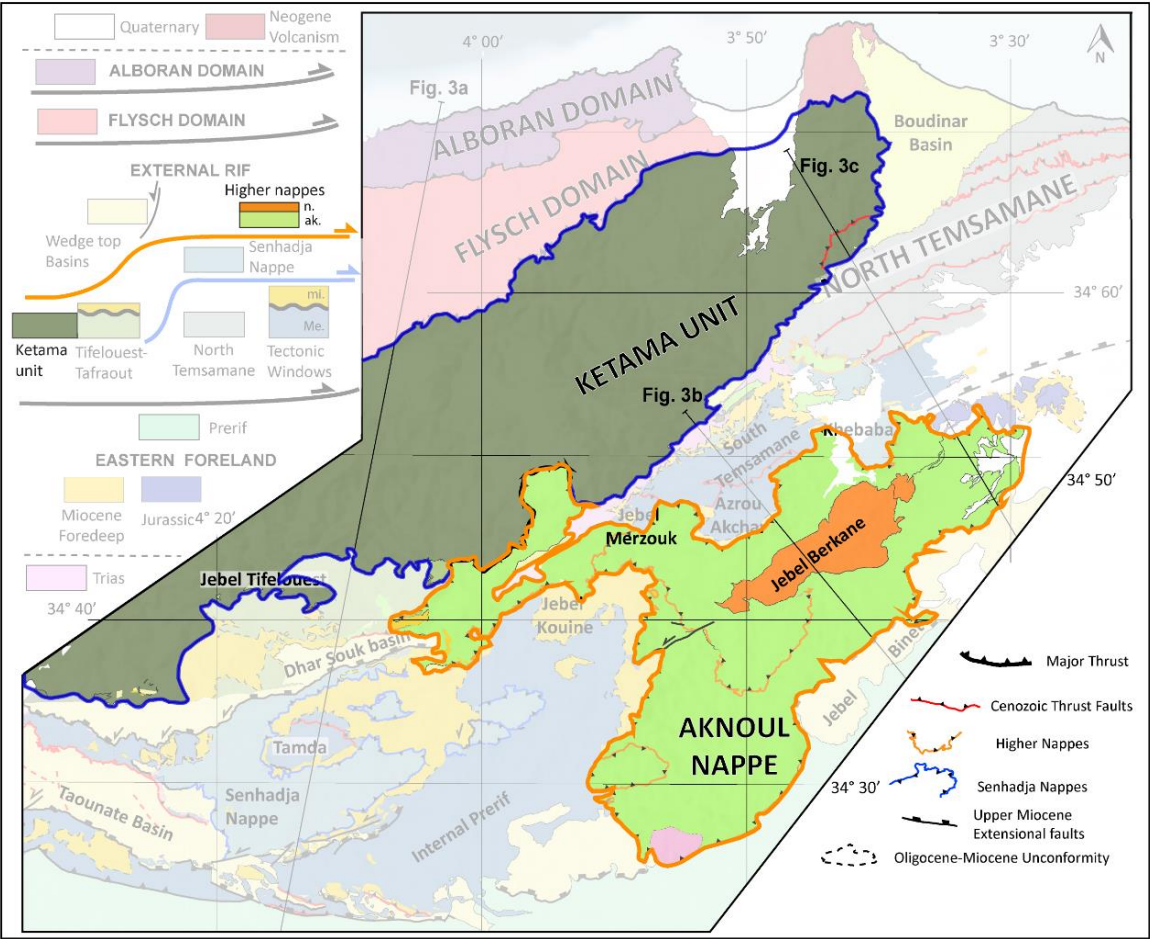 Quaternary
Neogene
Volcanism
ALBORAN DOMAIN
FLYSCH DOMAIN
EXTERNAL RIF
Higher nappes
n.
ak.
Wedge top
Basins
Senhadja
Nappe
mi.
Me.
Ketama
unit
Tifelouest-
Tafraout
North
Temsamane
Tectonic
Windows
Prerif
EASTERN FORELAND
Miocene
Foredeep
Jurassic
4° 20'
Trias
34° 40'
4° 00'
3° 50'
3° 30'
N
Fig. 3a
ALBORAN DOMAIN
Boudinar
Basin
Fig. 3c
FLYSCH DOMAIN
NORTH TEMSAMANE
34° 60'
KETAMA UNIT
Fig. 3b
South
Temsamane
Khebaba
34° 50'
Azrou
Akchar
Jebel
Merzouk
Jebel Berkane
Jebel Tifelouest
Jebel
Kouine
Dhar Souk basin
Jebel
Binet
AKNOUL
NAPPE
Tamda
Taounate Basin
Senhadja
Nappe
Internal Prerif
34° 30'
Major Thrust
Cenozoic Thrust Faults
Higher Nappes
Senhadja Nappes
Upper Miocene
Extensional faults
Oligocene-Miocene Unconformity